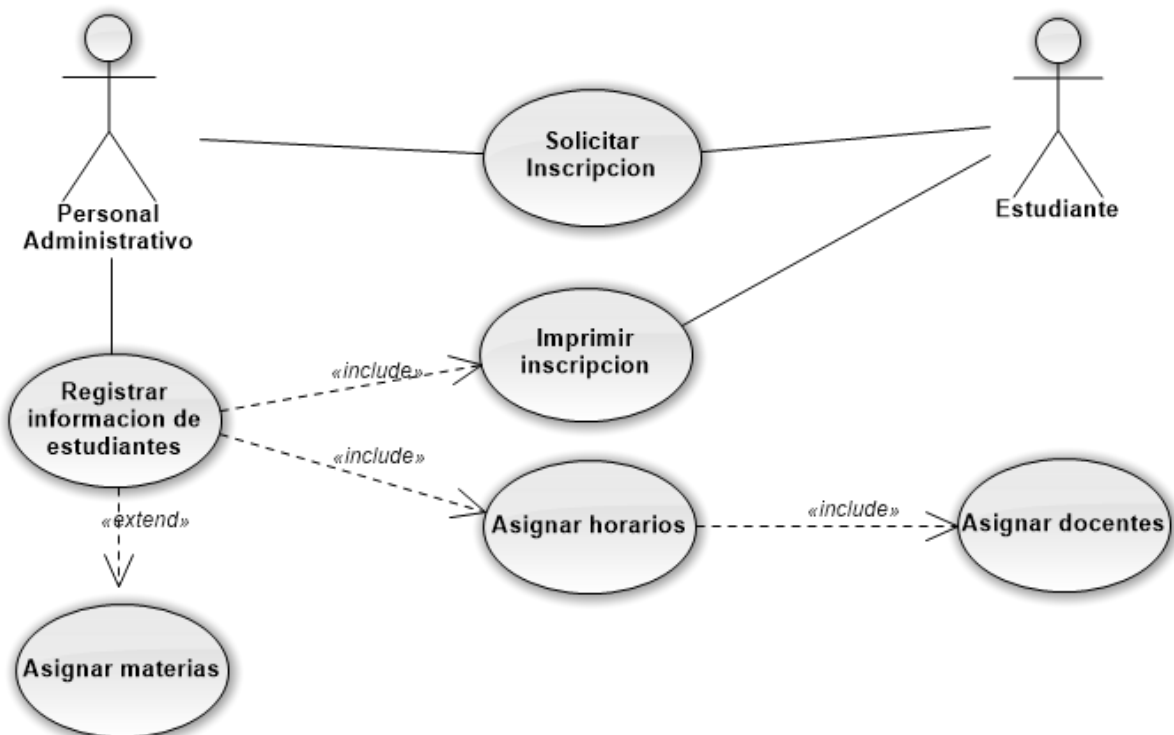 Solicitar
Inscripcion
Personal
Administrativo
Estudiante
Imprimir
inscripcion
«include»
Registrar
informacion de
estudiantes
«include»
«extend»
Asignar horarios
«include»
Asignar docentes
Asignar materias